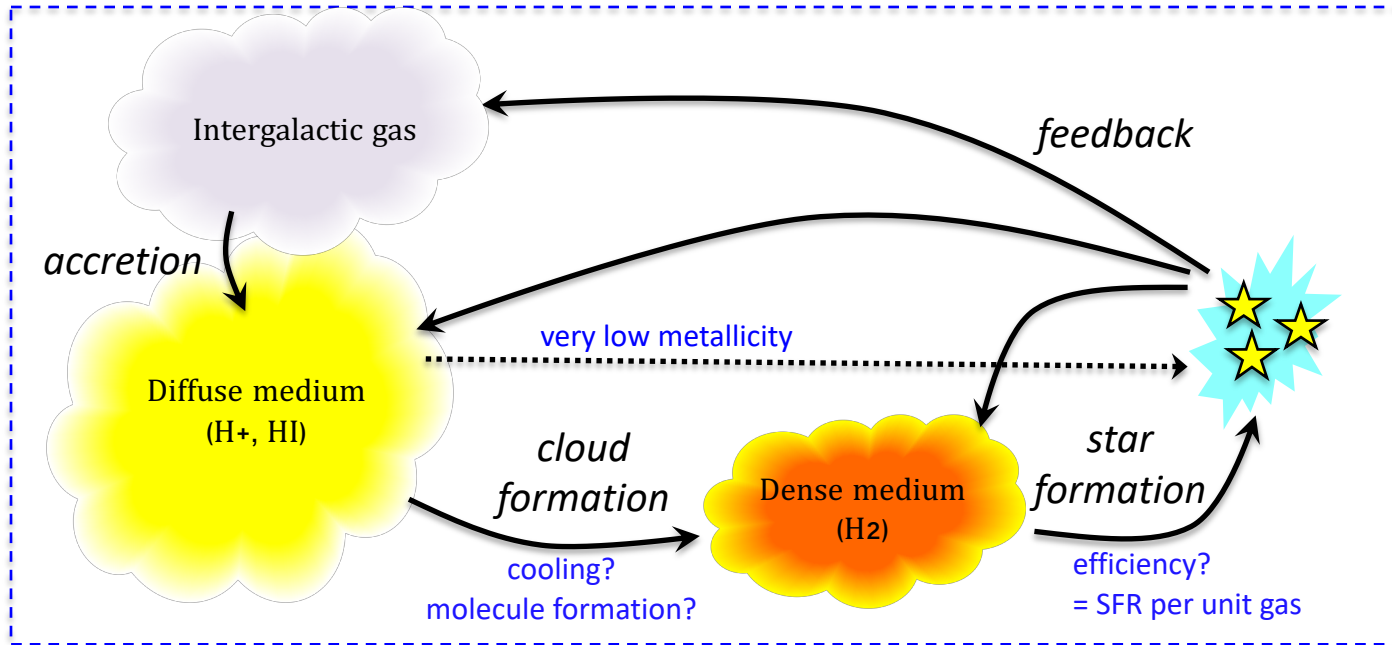 Intergalactic gas
feedback
accretion
very low metallicity
Diffuse medium
(H+, HI)
cloud
formation
Dense medium
(H2)
star
formation
cooling?
molecule formation?
efficiency?
= SFR per unit gas